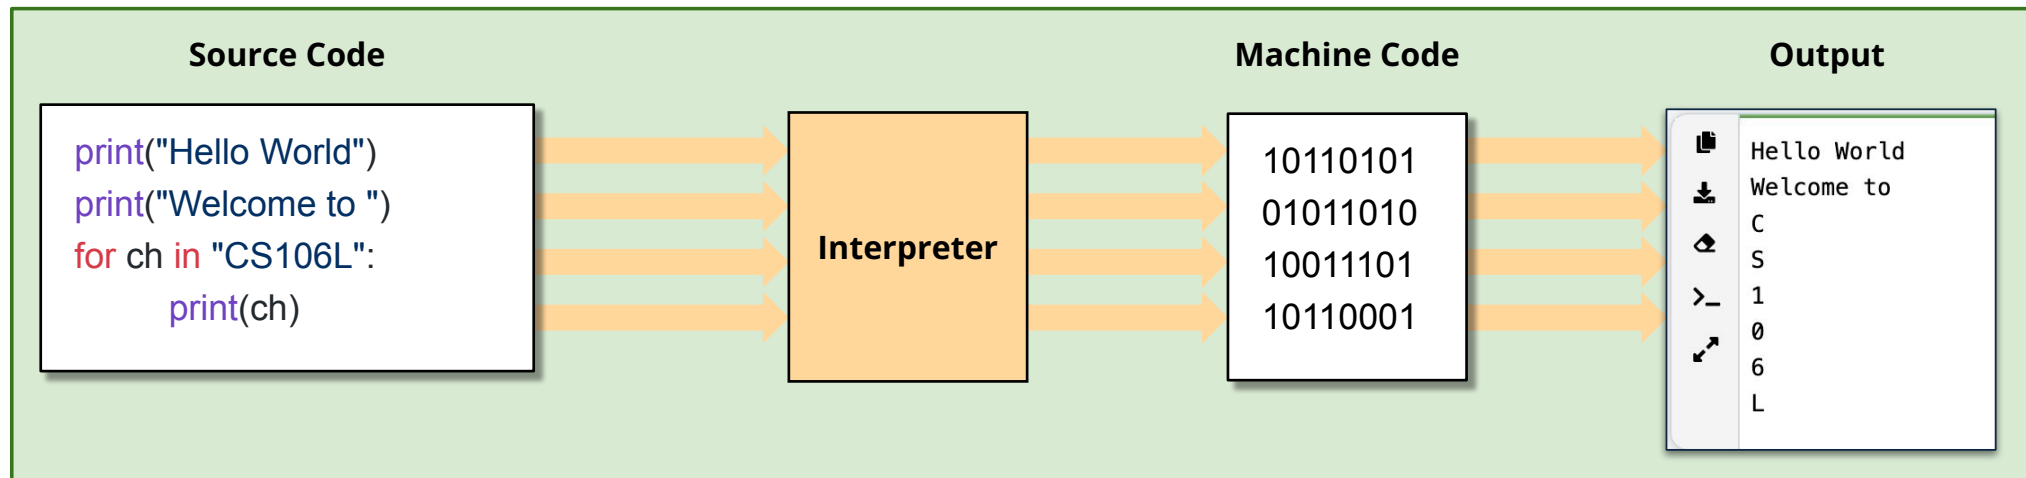 Source Code
print("Hello World")
print("Welcome to ")
for ch in "CS106L":
print(ch)
Interpreter
Machine Code
10110101
01011010
10011101
10110001
Output
Hello World
Welcome to
C
S
1
0
6
L